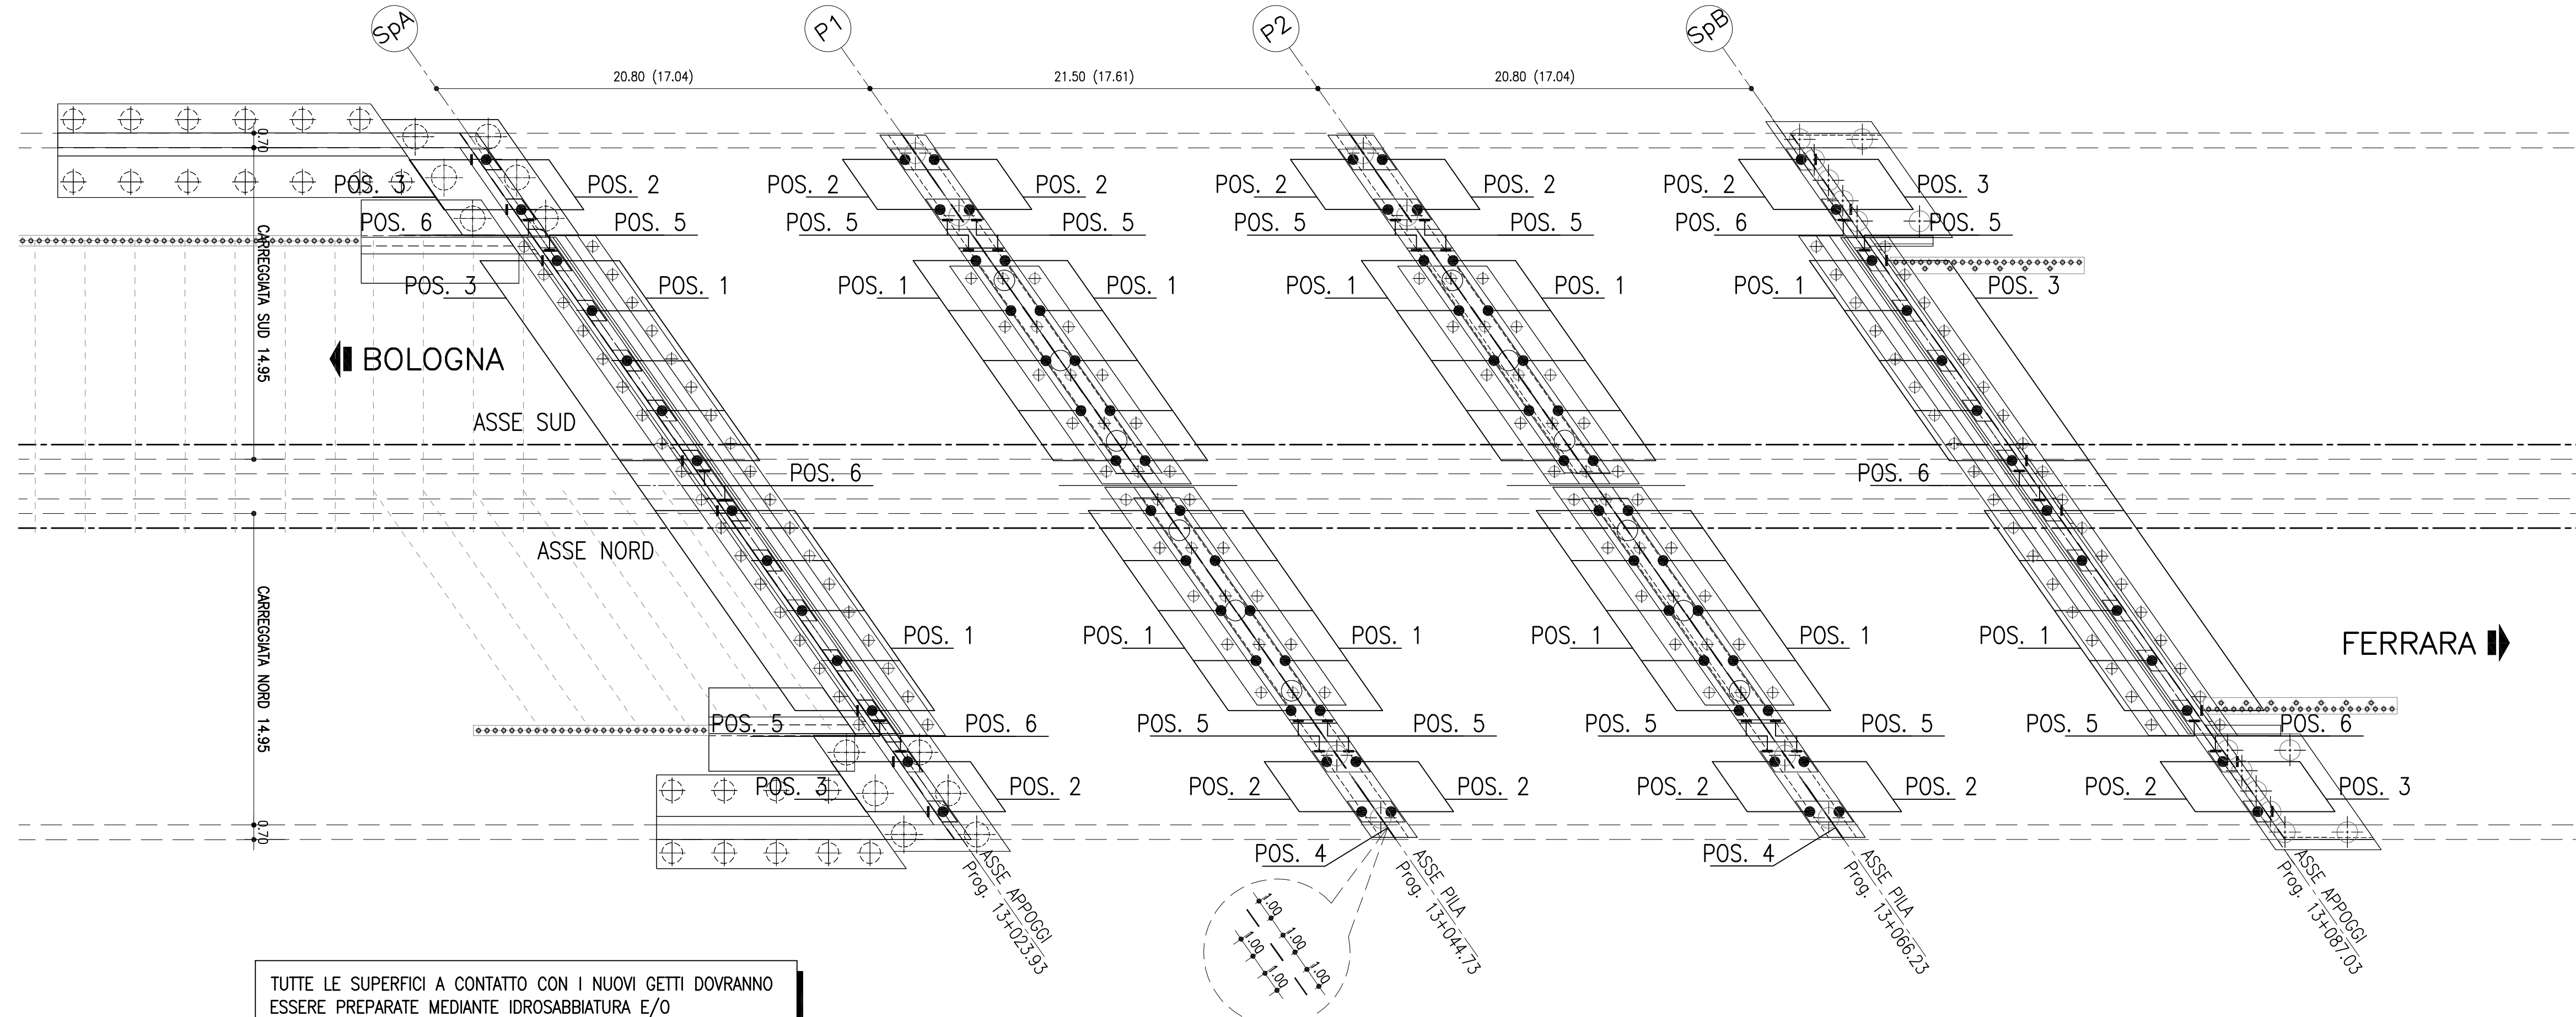 SpA
P1
P2
SpB
20.80 (17.04)
21.50 (17.61)
20.80 (17.04)
0.70
POS. 3
POS. 2
POS. 2
POS. 2
POS. 2
POS. 2
POS. 2
POS. 3
POS. 6
POS. 5
POS. 5
POS. 5
POS. 5
POS. 5
POS. 6
POS. 5
CARREGGIATA SUD 14.95
POS. 3
POS. 1
POS. 1
POS. 1
POS. 1
POS. 1
POS. 1
POS. 3
BOLOGNA
ASSE SUD
POS. 6
POS. 6
ASSE NORD
CARREGGIATA NORD 14.95
POS. 1
POS. 1
POS. 1
POS. 1
POS. 1
POS. 1
FERRARA
POS. 5
POS. 6
POS. 5
POS. 5
POS. 5
POS. 5
POS. 5
POS. 6
POS. 3
POS. 2
POS. 2
POS. 2
POS. 2
POS. 2
POS. 2
POS. 3
0.70
POS. 4
POS. 4
ASSE APPOGGI
Prog. 13+023.93
ASSE PILA
Prog. 13+044.73
ASSE PILA
Prog. 13+066.23
ASSE APPOGGI
Prog. 13+087.03
1.00
1.00
1.00
1.00
1.00
TUTTE LE SUPERFICI A CONTATTO CON I NUOVI GETTI DOVRANNO
ESSERE PREPARATE MEDIANTE IDROSABBIATURA E/O